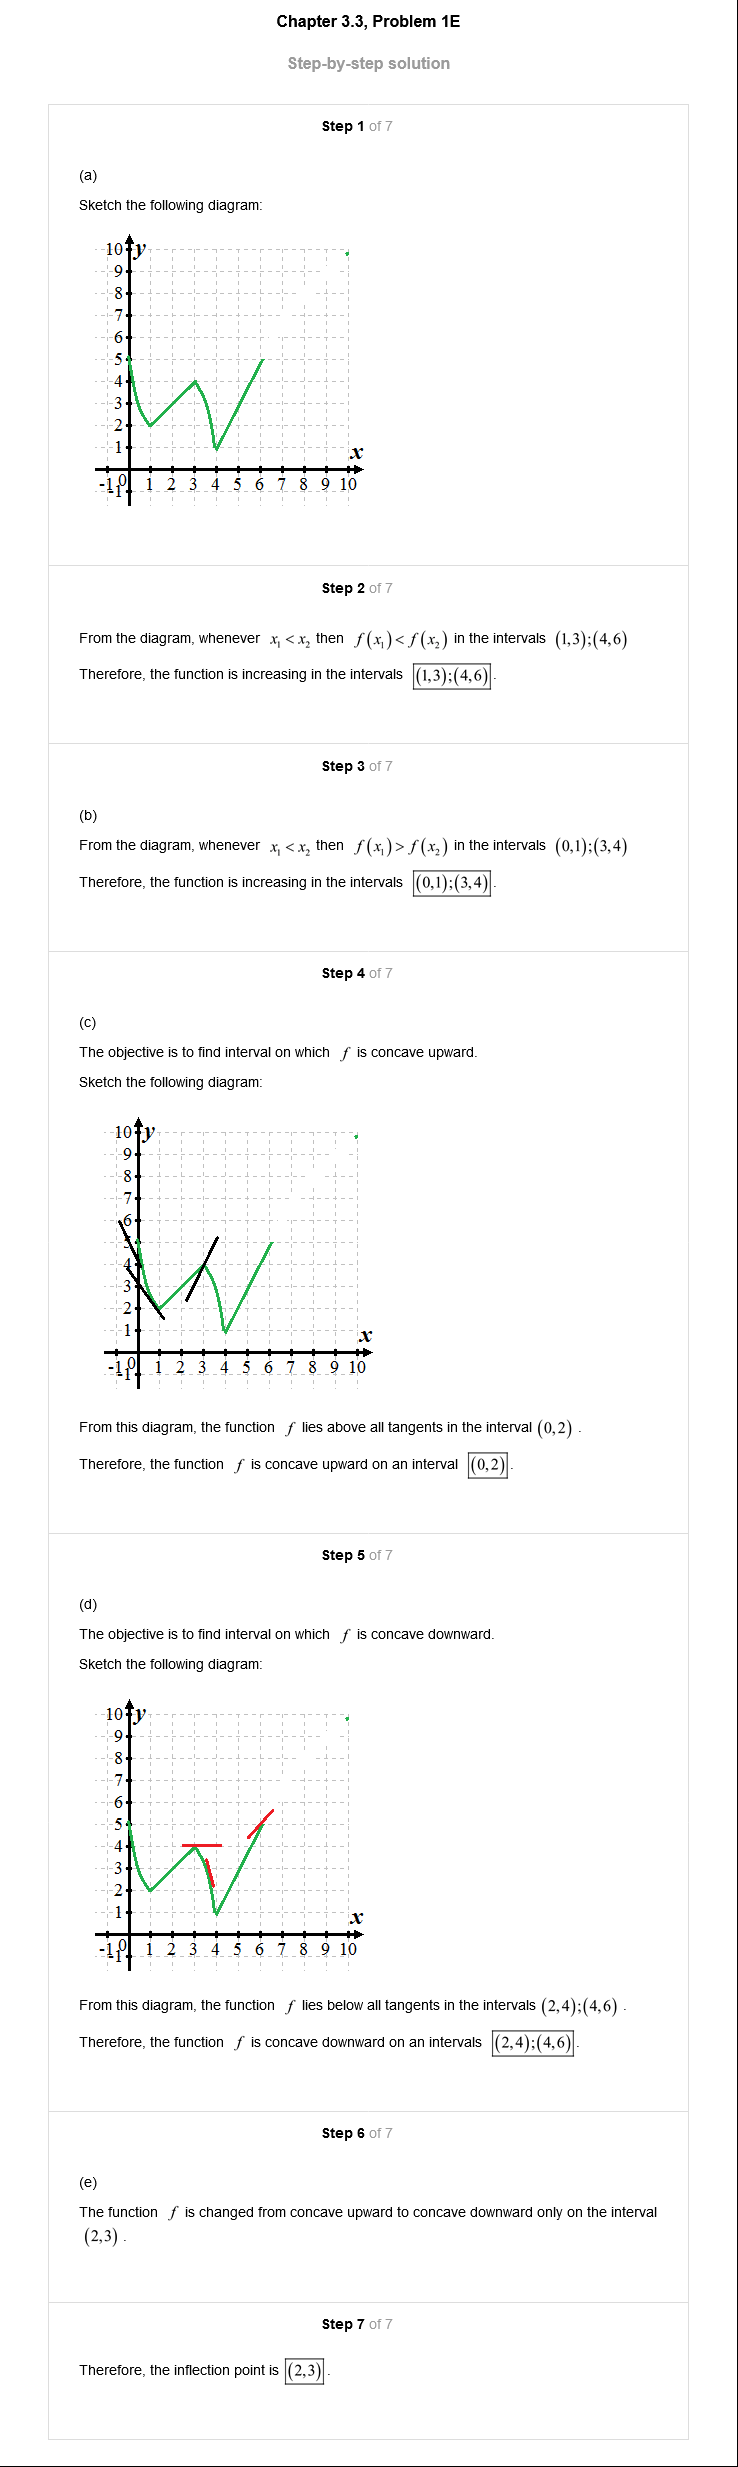 Chapter 3.3, Problem 1E
Step-by-step solution
Step 1 of 7
(a)
Sketch the following diagram:
10 y
9
8
7
6
5
4
3
2
1
x
-1 0 1 2 3 4 5 6 7 8 9 10
-1
Step 2 of 7
From the diagram, whenever x₁ < x₂ then f(x₁) < f(x₂) in the intervals (1,3);(4,6)
Therefore, the function is increasing in the intervals (1,3);(4,6).
Step 3 of 7
(b)
From the diagram, whenever x₁ < x₂ then f(x₁) > f(x₂) in the intervals (0,1);(3,4)
Therefore, the function is increasing in the intervals (0,1);(3,4).
Step 4 of 7
(c)
The objective is to find interval on which f is concave upward.
Sketch the following diagram:
10 y
9
8
7
6
5
4
3
2
1
x
-1 0 1 2 3 4 5 6 7 8 9 10
-1
From this diagram, the function f lies above all tangents in the interval (0,2) .
Therefore, the function f is concave upward on an interval (0,2).
Step 5 of 7
(d)
The objective is to find interval on which f is concave downward.
Sketch the following diagram:
10 y
9
8
7
6
5
4
3
2
1
x
-1 0 1 2 3 4 5 6 7 8 9 10
-1
From this diagram, the function f lies below all tangents in the intervals (2,4);(4,6) .
Therefore, the function f is concave downward on an intervals (2,4);(4,6).
Step 6 of 7
(e)
The function f is changed from concave upward to concave downward only on the interval
(2,3) .
Step 7 of 7
Therefore, the inflection point is (2,3).